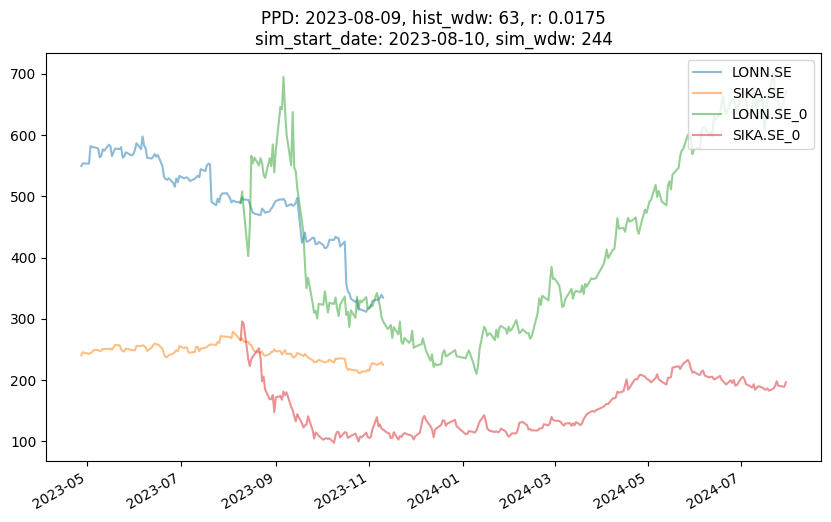 PPD: 2023-08-09, hist_wdw: 63, r: 0.0175
sim_start_date: 2023-08-10, sim_wdw: 244
LONN.SE
SIKA.SE
LONN.SE_0
SIKA.SE_0
700
600
500
400
300
200
100
2023-05
2023-07
2023-09
2023-11
2024-01
2024-03
2024-05
2024-07